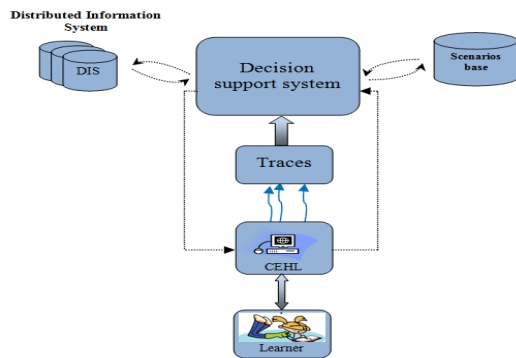 Distributed Information
System
DIS
Decision
support system
Scenarios
base
Traces
CEHL
Learner